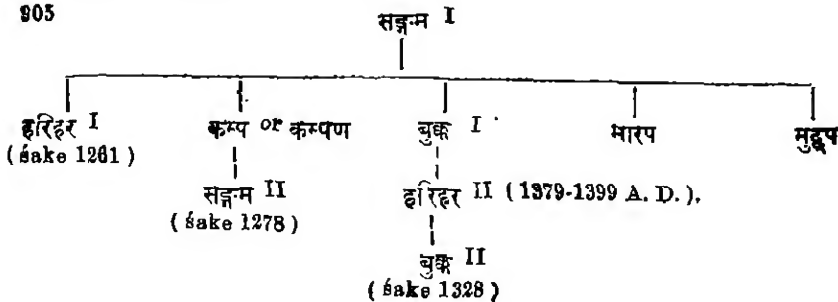 905
सङ्गम I
हरिहर I कम्प or कम्पण बुक्क I मारप मुद्दप
(śake 1261)
सङ्गम II हरिहर II (1379-1399 A. D.).
(śake 1278)
बुक्क II
(śake 1328)